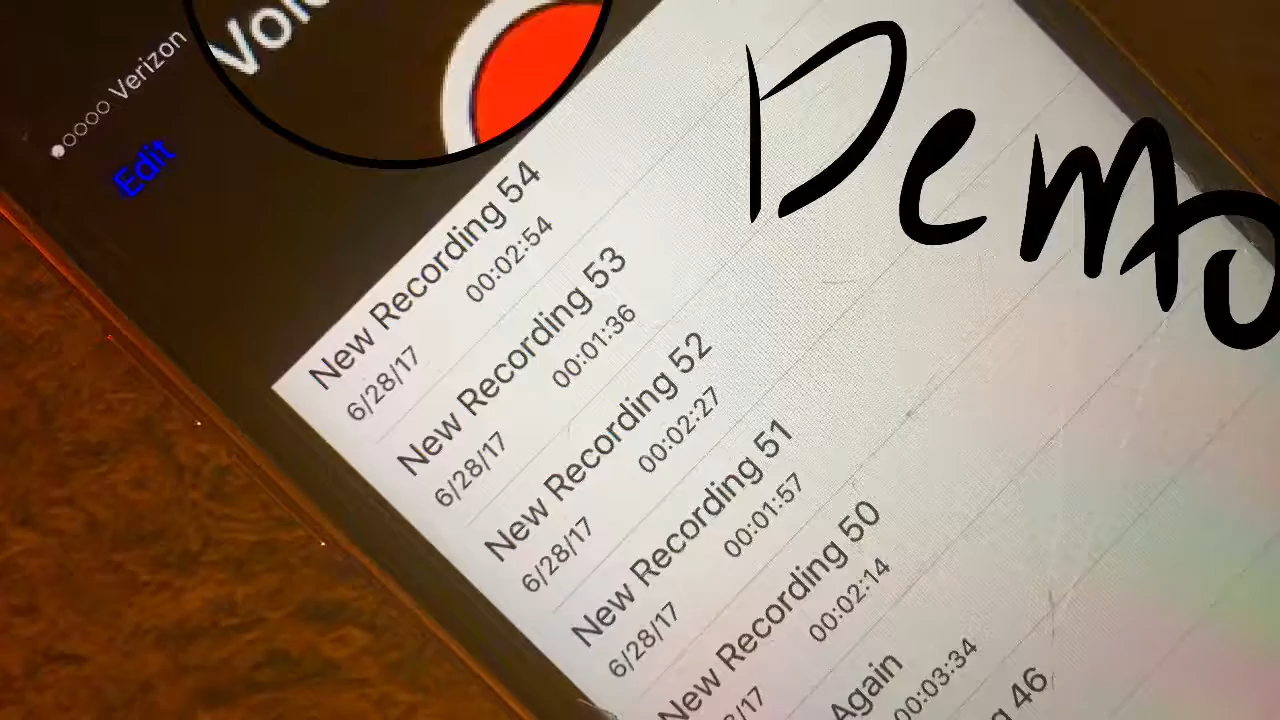 Verizon
Edit
Demo
New Recording 54
6/28/17 00:02:54
New Recording 53
6/28/17 00:01:36
New Recording 52
6/28/17 00:02:27
New Recording 51
6/28/17 00:01:57
New Recording 50
00:02:14
Again
00:03:34
46